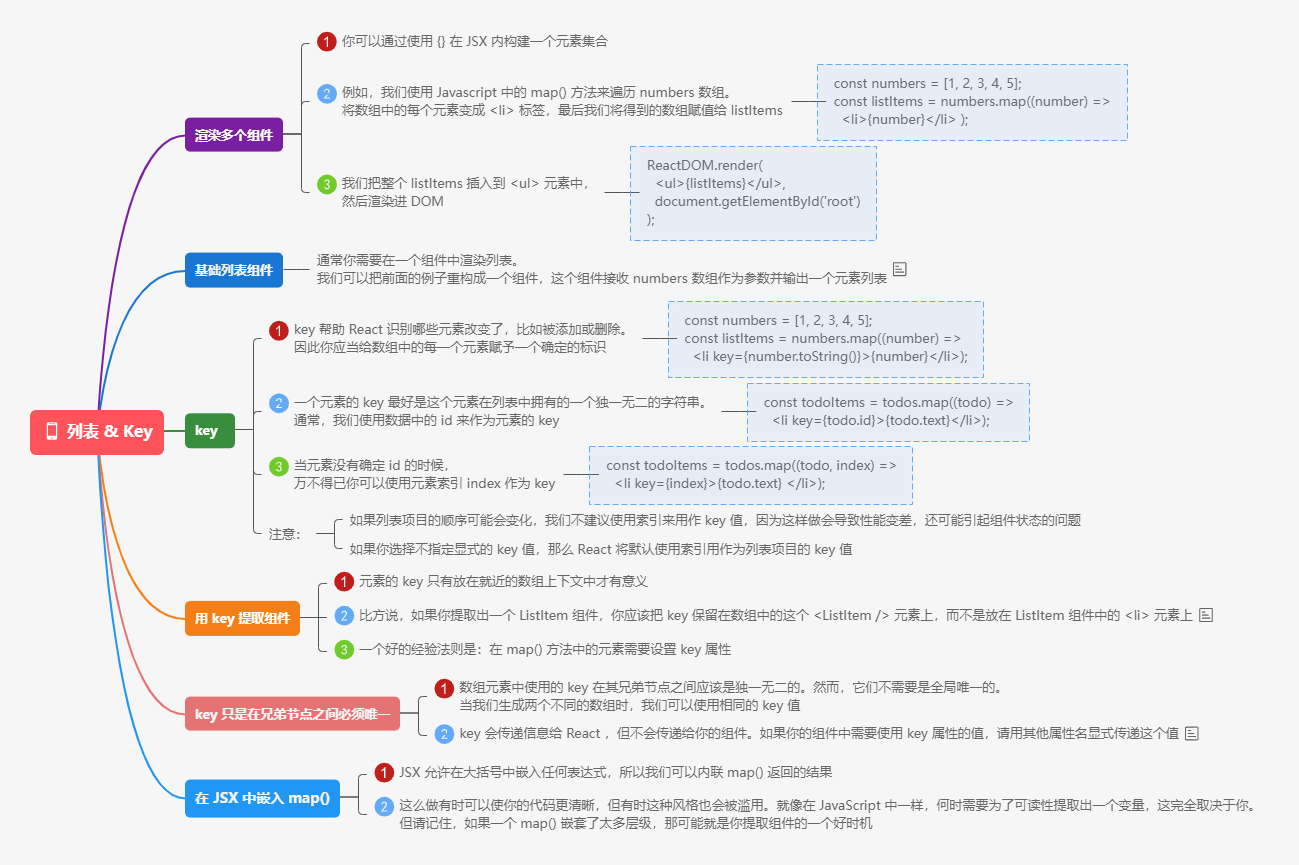 列表 & Key
渲染多个组件
1 你可以通过使用 {} 在 JSX 内构建一个元素集合
2 例如，我们使用 Javascript 中的 map() 方法来遍历 numbers 数组。
将数组中的每个元素变成 <li> 标签，最后我们将得到的数组赋值给 listItems
const numbers = [1, 2, 3, 4, 5];
const listItems = numbers.map((number) =>
<li>{number}</li> );
3 我们把整个 listItems 插入到 <ul> 元素中，
然后渲染进 DOM
ReactDOM.render(
<ul>{listItems}</ul>,
document.getElementById('root')
);
基础列表组件
通常你需要在一个组件中渲染列表。
我们可以把前面的例子重构成一个组件，这个组件接收 numbers 数组作为参数并输出一个元素列表
key
1 key 帮助 React 识别哪些元素改变了，比如被添加或删除。
因此你应当给数组中的每一个元素赋予一个确定的标识
const numbers = [1, 2, 3, 4, 5];
const listItems = numbers.map((number) =>
<li key={number.toString()}>{number}</li>);
2 一个元素的 key 最好是这个元素在列表中拥有的一个独一无二的字符串。
通常，我们使用数据中的 id 来作为元素的 key
const todoItems = todos.map((todo) =>
<li key={todo.id}>{todo.text}</li>);
3 当元素没有确定 id 的时候，
万不得已你可以使用元素索引 index 作为 key
const todoItems = todos.map((todo, index) =>
<li key={index}>{todo.text} </li>);
注意：
如果列表项目的顺序可能会变化，我们不建议使用索引来用作 key 值，因为这样做会导致性能变差，还可能引起组件状态的问题
如果你选择不指定显式的 key 值，那么 React 将默认使用索引用作为列表项目的 key 值
用 key 提取组件
1 元素的 key 只有放在就近的数组上下文中才有意义
2 比方说，如果你提取出一个 ListItem 组件，你应该把 key 保留在数组中的这个 <ListItem /> 元素上，而不是放在 ListItem 组件中的 <li> 元素上
3 一个好的经验法则是：在 map() 方法中的元素需要设置 key 属性
key 只是在兄弟节点之间必须唯一
1 数组元素中使用的 key 在其兄弟节点之间应该是独一无二的。然而，它们不需要是全局唯一的。
当我们生成两个不同的数组时，我们可以使用相同的 key 值
2 key 会传递信息给 React ，但不会传递给你的组件。如果你的组件中需要使用 key 属性的值，请用其他属性名显式传递这个值
在 JSX 中嵌入 map()
1 JSX 允许在大括号中嵌入任何表达式，所以我们可以内联 map() 返回的结果
2 这么做有时可以使你的代码更清晰，但有时这种风格也会被滥用。就像在 JavaScript 中一样，何时需要为了可读性提取出一个变量，这完全取决于你。
但请记住，如果一个 map() 嵌套了太多层级，那可能就是你提取组件的一个好时机